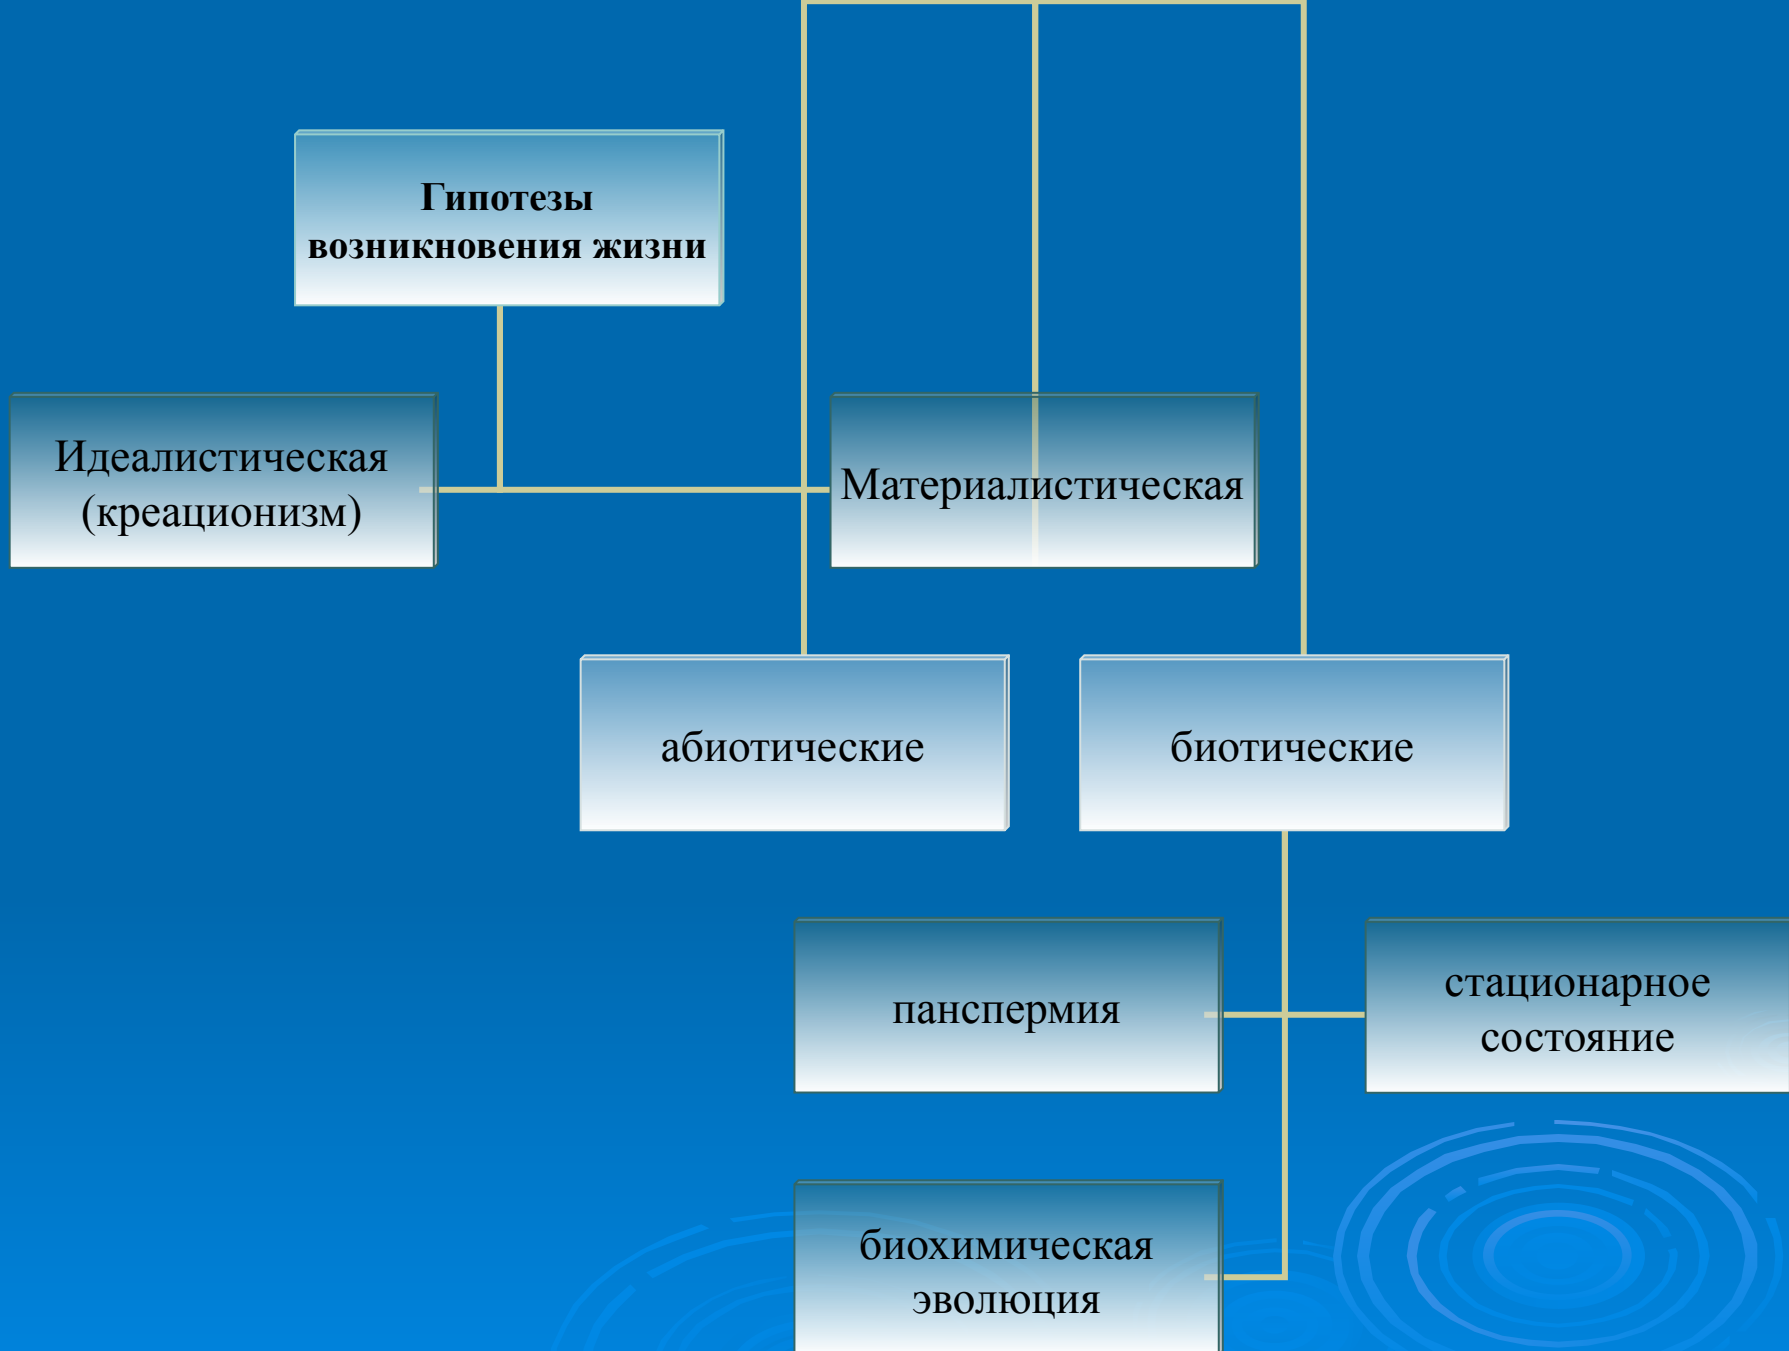 Гипотезы
возникновения жизни
Идеалистическая
(креационизм)
Материалистическая
абиотические
биотические
панспермия
стационарное
состояние
биохимическая
эволюция